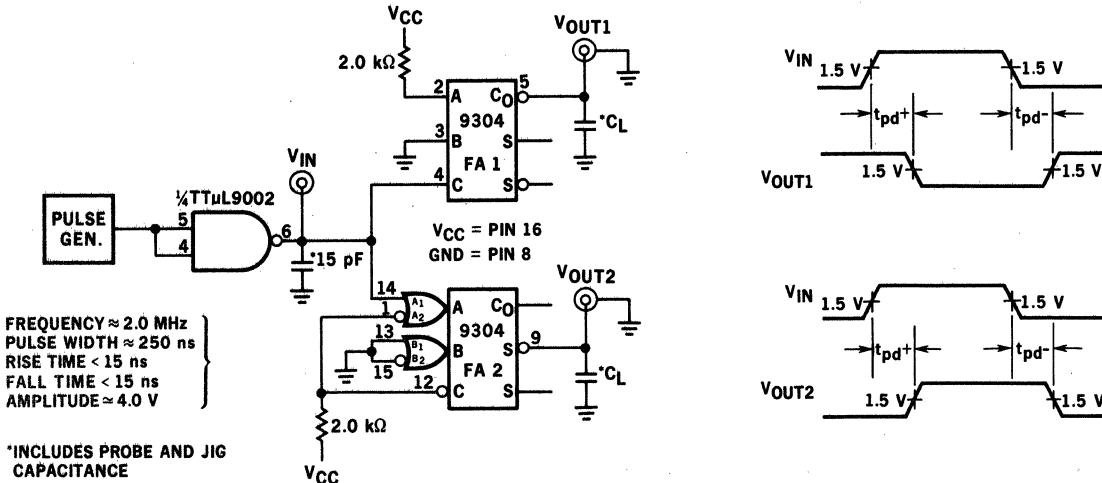 VCC
2.0 kΩ
VOUT1
2 A CO 5
9304
3 B S
FA 1
4 C S
*CL
VIN
¼TTµL9002
PULSE
GEN.
5
4
6
*15 pF
VCC = PIN 16
GND = PIN 8
VOUT2
14 A1 A CO
1 A2
9304
13 B1 B S 9
15 B2
FA 2
12 C S
*CL
2.0 kΩ
VCC
FREQUENCY ≈ 2.0 MHz
PULSE WIDTH ≈ 250 ns
RISE TIME < 15 ns
FALL TIME < 15 ns
AMPLITUDE ≈ 4.0 V
*INCLUDES PROBE AND JIG
CAPACITANCE
VIN 1.5 V 1.5 V
tpd+ tpd-
VOUT1 1.5 V 1.5 V
VIN 1.5 V 1.5 V
tpd+ tpd-
VOUT2 1.5 V 1.5 V